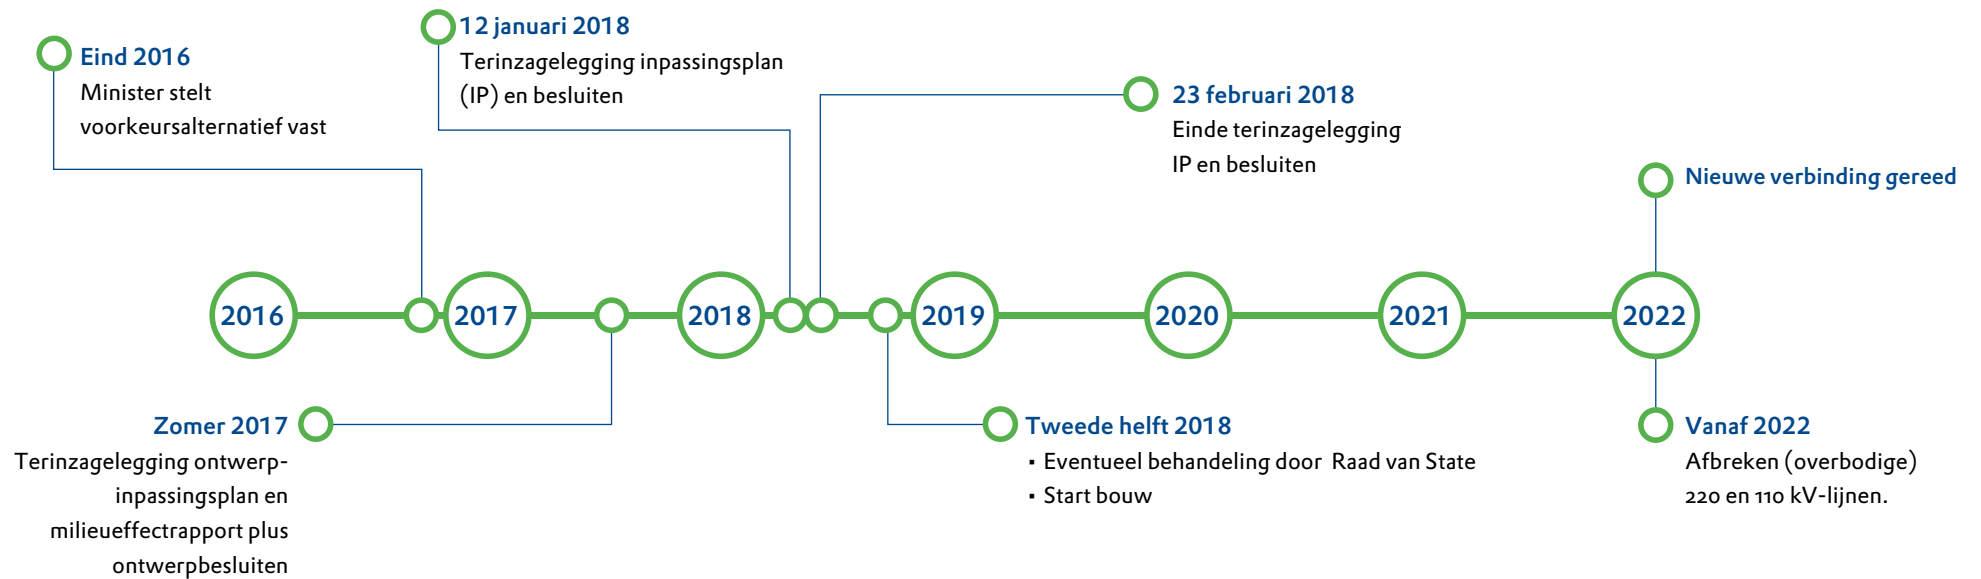 Eind 2016
Minister stelt
voorkeursalternatief vast
12 januari 2018
Terinzagelegging inpassingsplan
(IP) en besluiten
23 februari 2018
Einde terinzagelegging
IP en besluiten
Nieuwe verbinding gereed
2016
2017
2018
2019
2020
2021
2022
Zomer 2017
Terinzagelegging ontwerp-
inpassingsplan en
milieueffectrapport plus
ontwerpbesluiten
Tweede helft 2018
▪ Eventueel behandeling door Raad van State
▪ Start bouw
Vanaf 2022
Afbreken (overbodige)
220 en 110 kV-lijnen.